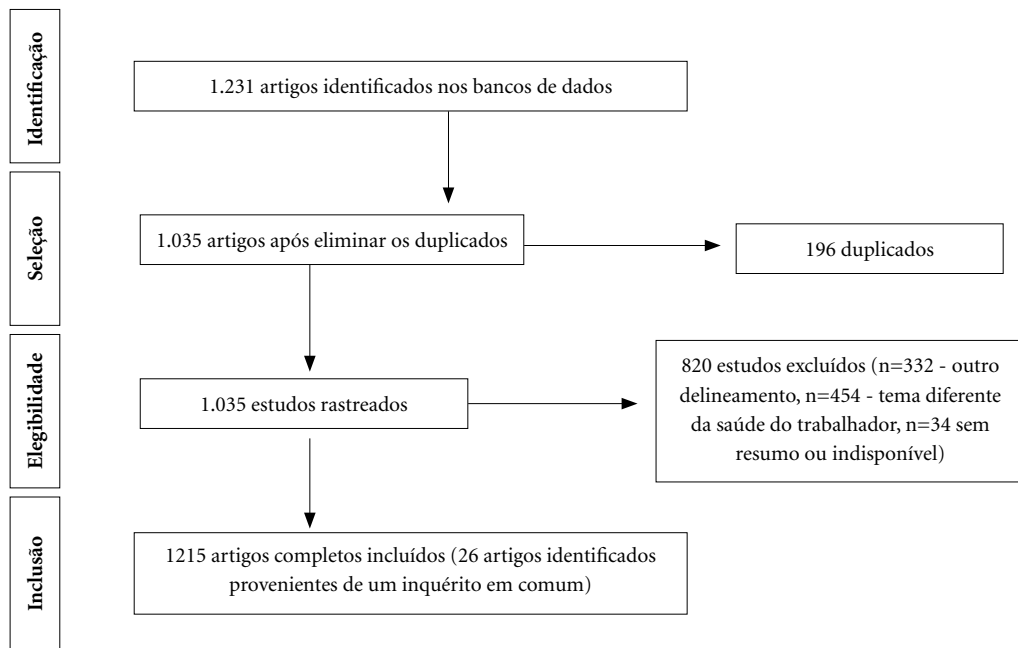 Identificação
1.231 artigos identificados nos bancos de dados
Seleção
1.035 artigos após eliminar os duplicados
196 duplicados
Elegibilidade
1.035 estudos rastreados
820 estudos excluídos (n=332 - outro
delineamento, n=454 - tema diferente
da saúde do trabalhador, n=34 sem
resumo ou indisponível)
Inclusão
1215 artigos completos incluídos (26 artigos identificados
provenientes de um inquérito em comum)